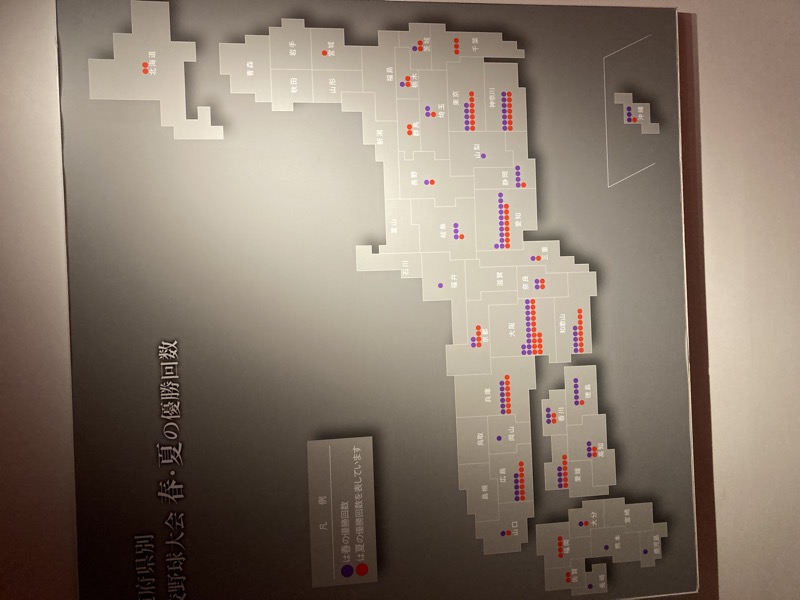 道府県別
校野球大会 春・夏の優勝回数
凡 例
は春の優勝回数
は夏の優勝回数を表しています
北海道
青森
秋田
岩手
山形
宮城
新潟
福島
富山
石川
長野
群馬
栃木
茨城
埼玉
岐阜
福井
東京
千葉
山梨
神奈川
静岡
愛知
島根
鳥取
兵庫
京都
滋賀
広島
岡山
山口
大阪
奈良
三重
和歌山
香川
愛媛
徳島
高知
佐賀
福岡
大分
長崎
熊本
宮崎
鹿児島
沖縄